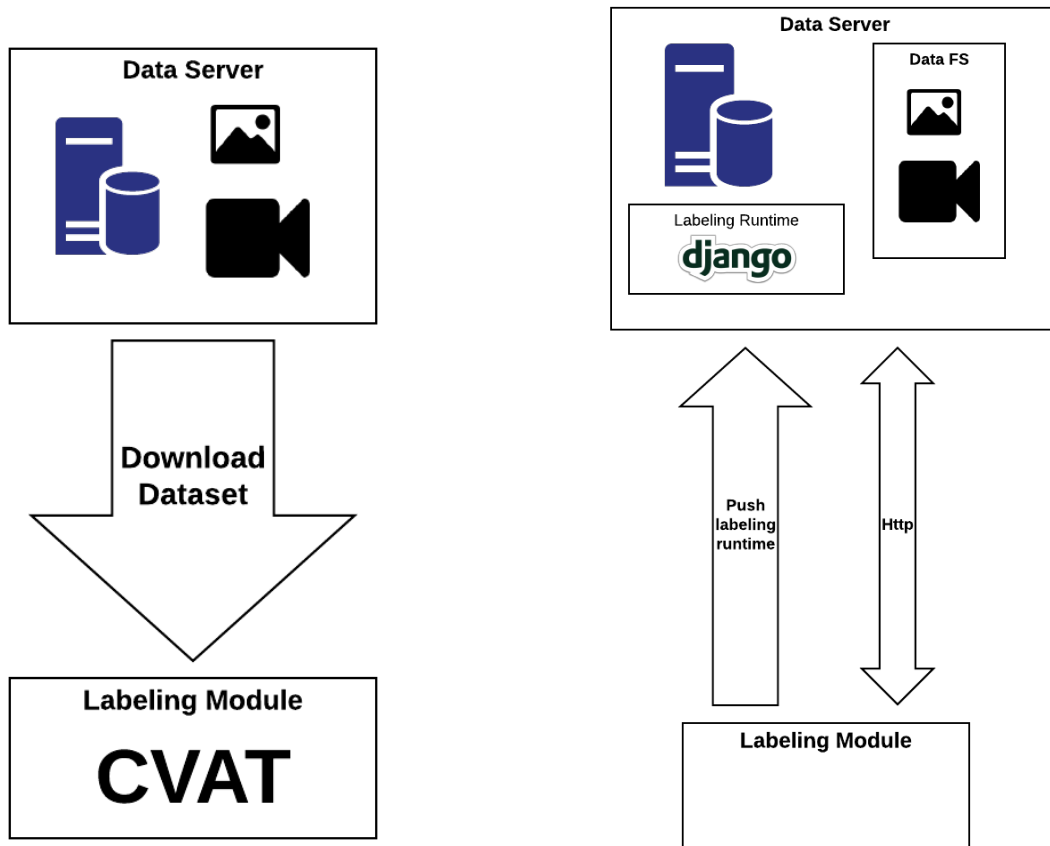 Data Server
Download
Dataset
Labeling Module
CVAT
Data Server
Data FS
Labeling Runtime
django
Push
labeling
runtime
Http
Labeling Module